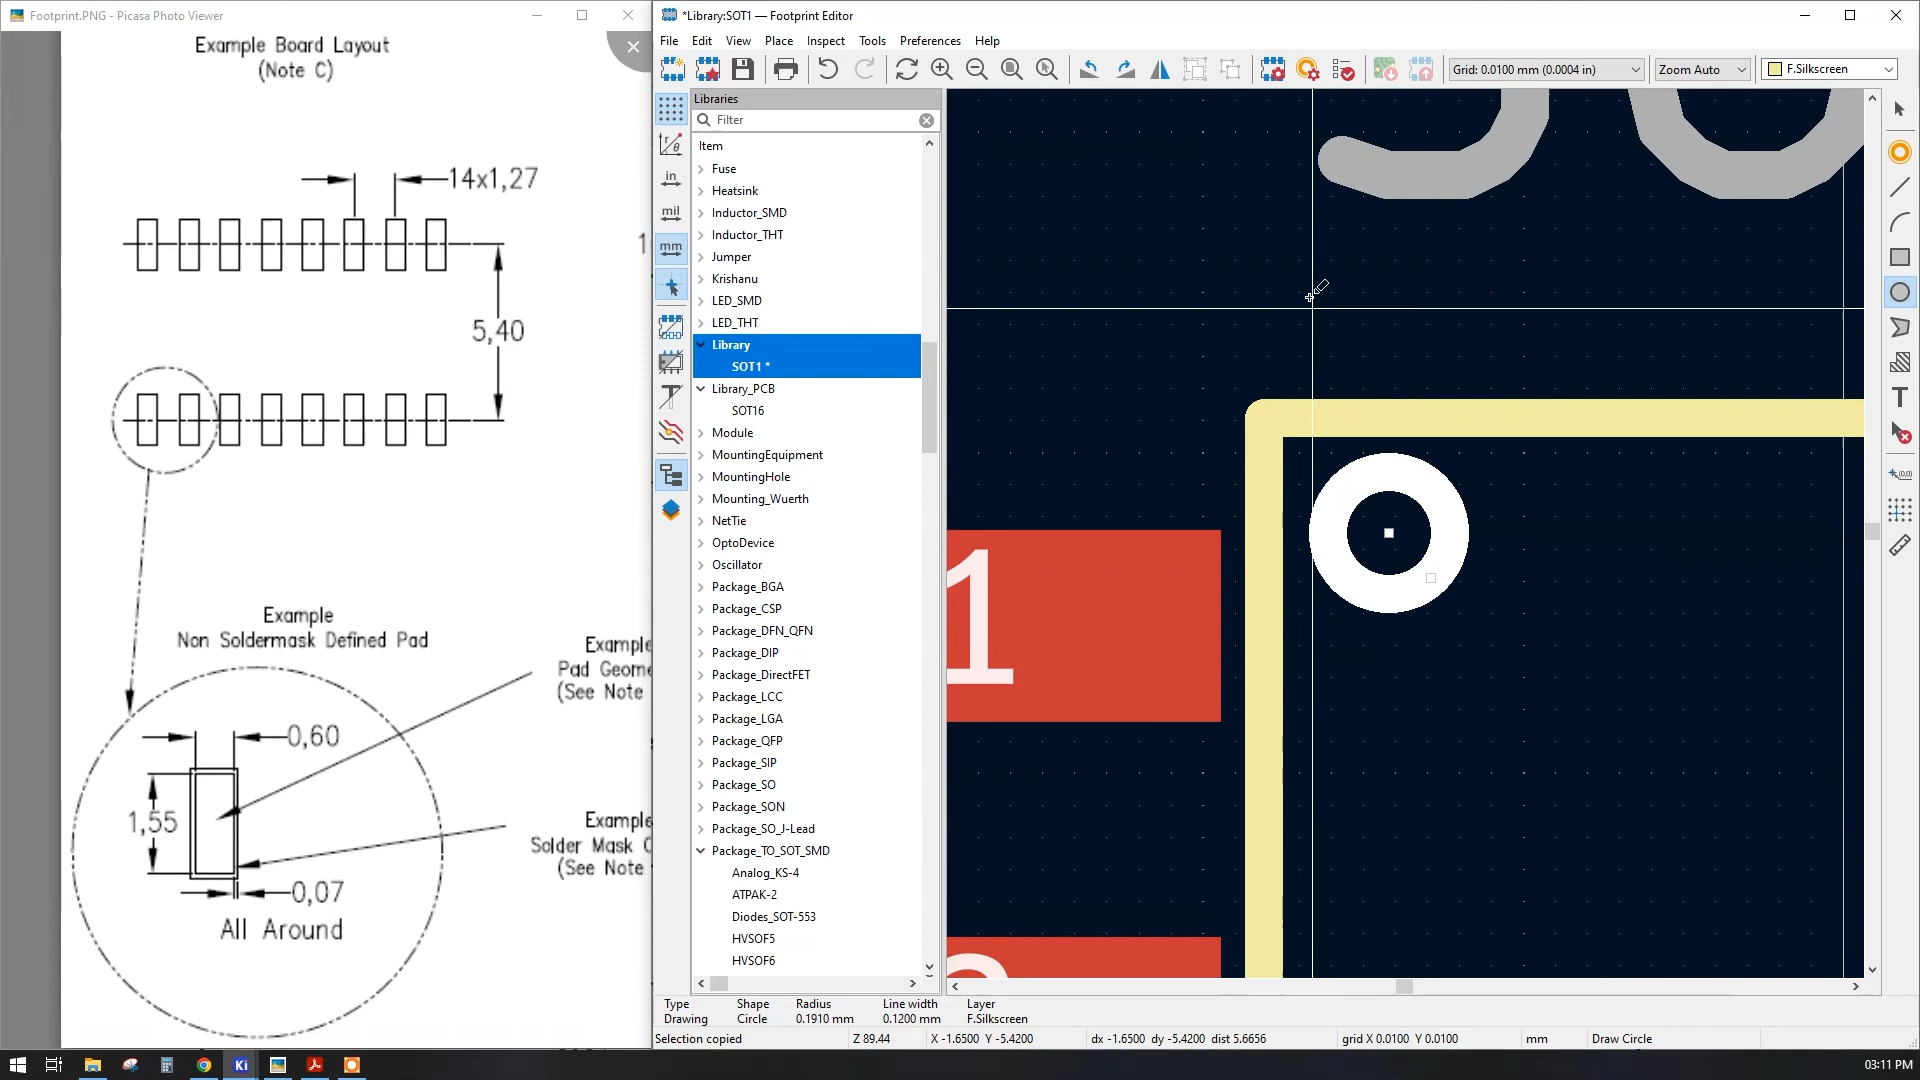 Footprint.PNG - Picasa Photo Viewer
Example Board Layout
(Note C)
14x1,27
1
5,40
Example
Non Soldermask Defined Pad
Example
Pad Geome
(See Note
0,60
1,55
Example
Solder Mask O
(See Note
0,07
All Around
*Library:SOT1 — Footprint Editor
File Edit View Place Inspect Tools Preferences Help
Grid: 0.0100 mm (0.0004 in)
Zoom Auto
F.Silkscreen
in
mil
mm
Libraries
Filter
Item
Fuse
Heatsink
Inductor_SMD
Inductor_THT
Jumper
Krishanu
LED_SMD
LED_THT
Library
SOT1 *
Library_PCB
SOT16
Module
MountingEquipment
MountingHole
Mounting_Wuerth
NetTie
OptoDevice
Oscillator
Package_BGA
Package_CSP
Package_DFN_QFN
Package_DIP
Package_DirectFET
Package_LCC
Package_LGA
Package_QFP
Package_SIP
Package_SO
Package_SON
Package_SO_J-Lead
Package_TO_SOT_SMD
Analog_KS-4
ATPAK-2
Diodes_SOT-553
HVSOF5
HVSOF6
1
(0,0)
Type Shape Radius Line width Layer
Drawing Circle 0.1910 mm 0.1200 mm F.Silkscreen
Selection copied Z 89.44 X -1.6500 Y -5.4200 dx -1.6500 dy -5.4200 dist 5.6656 grid X 0.0100 Y 0.0100 mm Draw Circle
Ki
03:11 PM